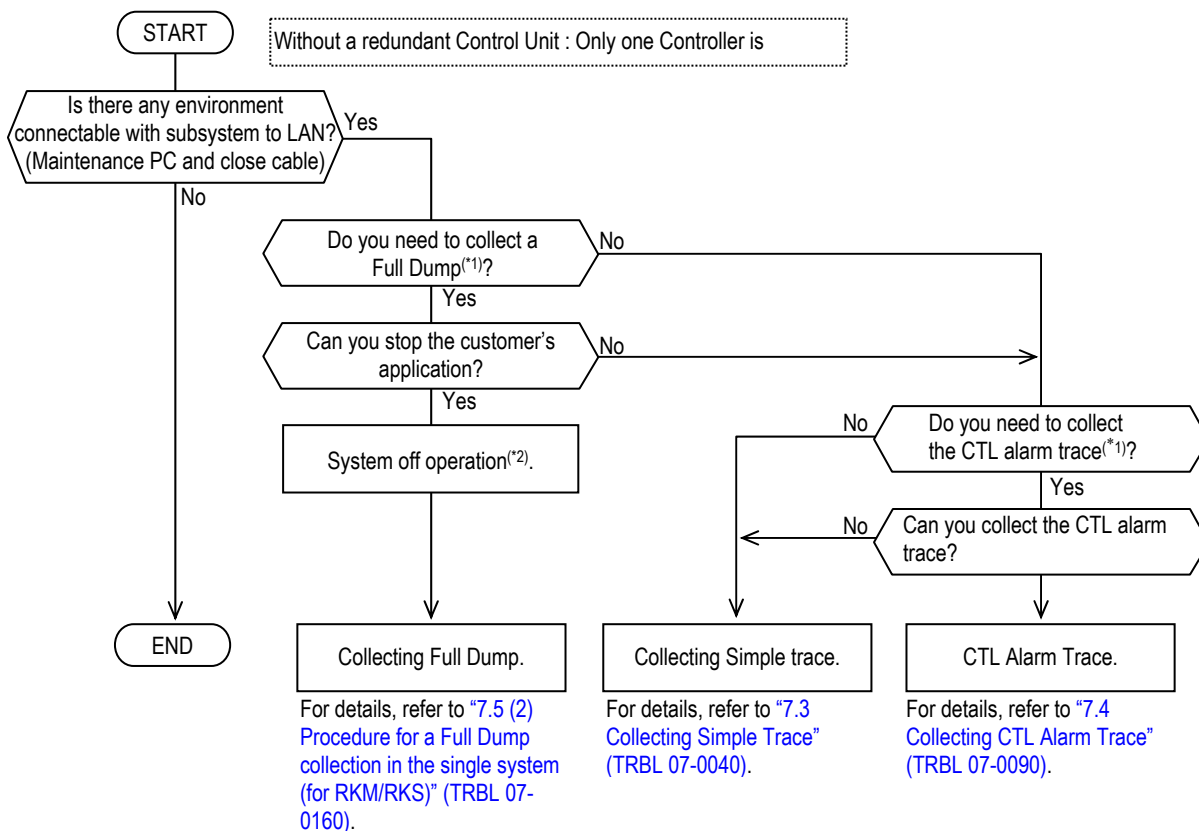 START
Without a redundant Control Unit : Only one Controller is
Is there any environment
connectable with subsystem to LAN?
(Maintenance PC and close cable)
Yes
No
Do you need to collect a
Full Dump(*1)?
No
Yes
Can you stop the customer's
application?
No
Yes
System off operation(*2).
No
Do you need to collect
the CTL alarm trace(*1)?
Yes
No
Can you collect the CTL alarm
trace?
END
Collecting Full Dump.
Collecting Simple trace.
CTL Alarm Trace.
For details, refer to “7.5 (2)
Procedure for a Full Dump
collection in the single system
(for RKM/RKS)” (TRBL 07-
0160).
For details, refer to “7.3
Collecting Simple Trace”
(TRBL 07-0040).
For details, refer to “7.4
Collecting CTL Alarm Trace”
(TRBL 07-0090).